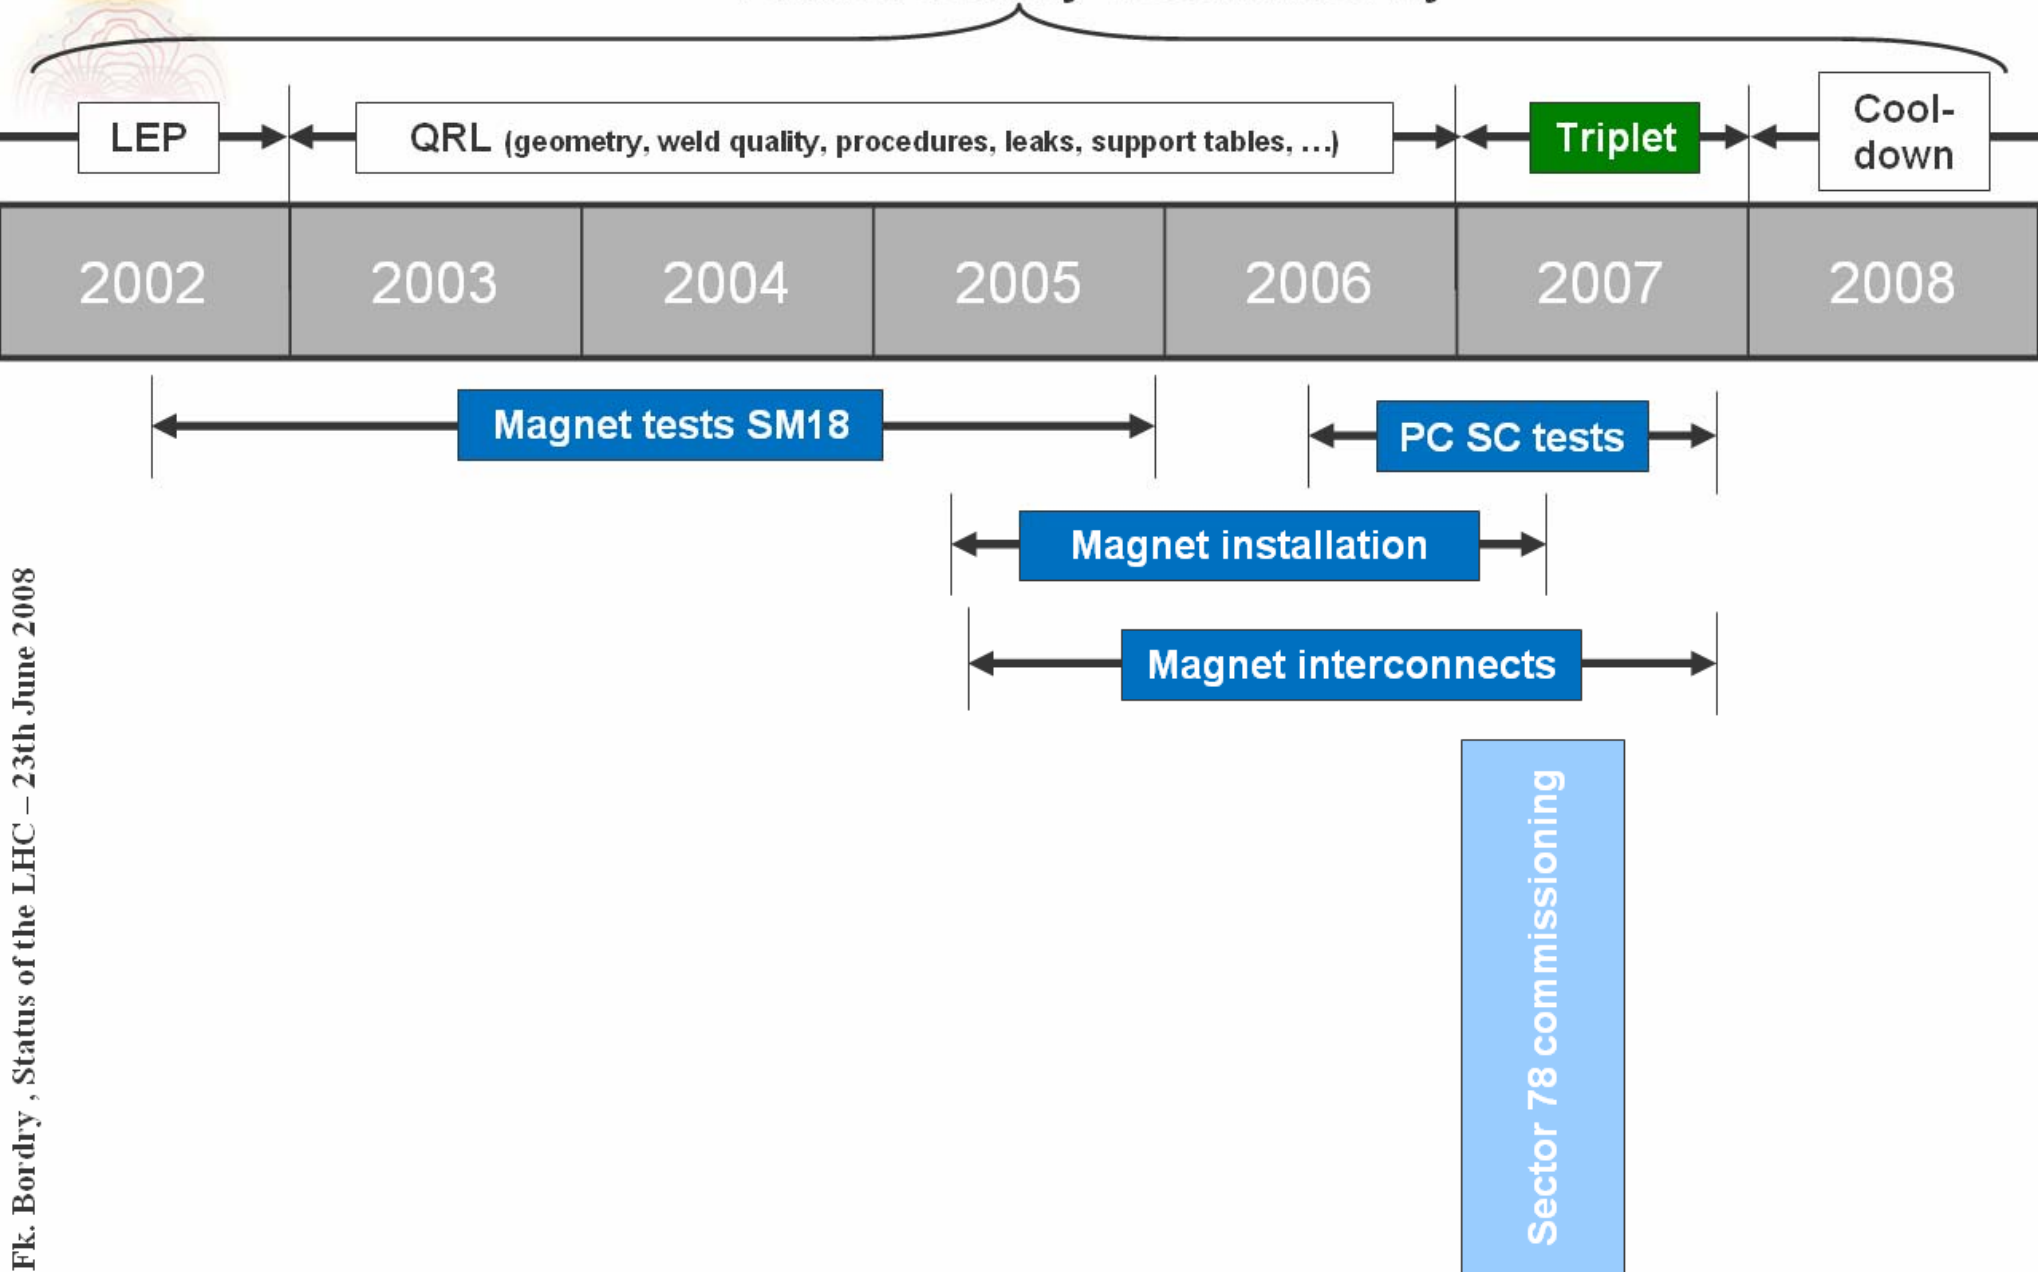 LEP
QRL (geometry, weld quality, procedures, leaks, support tables, …)
Triplet
Cool-
down
2002 2003 2004 2005 2006 2007 2008
Magnet tests SM18
PC SC tests
Magnet installation
Magnet interconnects
Sector 78 commissioning
Fk. Bordry , Status of the LHC – 23th June 2008